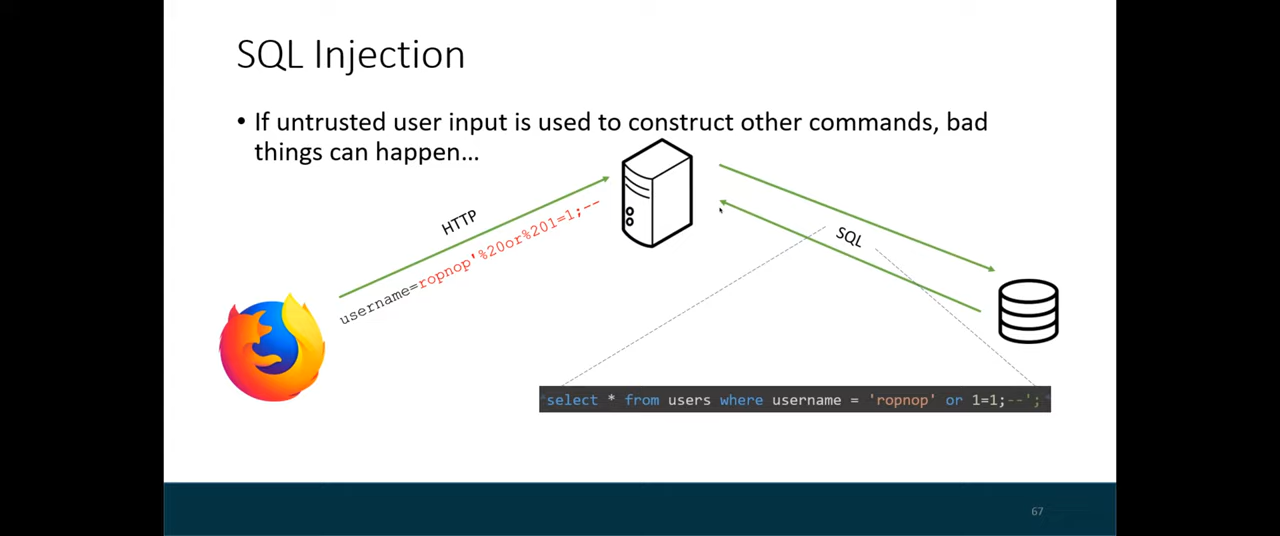 SQL Injection
• If untrusted user input is used to construct other commands, bad
things can happen...
HTTP
username=ropnop'%20or%201=1;--
SQL
`select * from users where username = 'ropnop' or 1=1;--';`
67